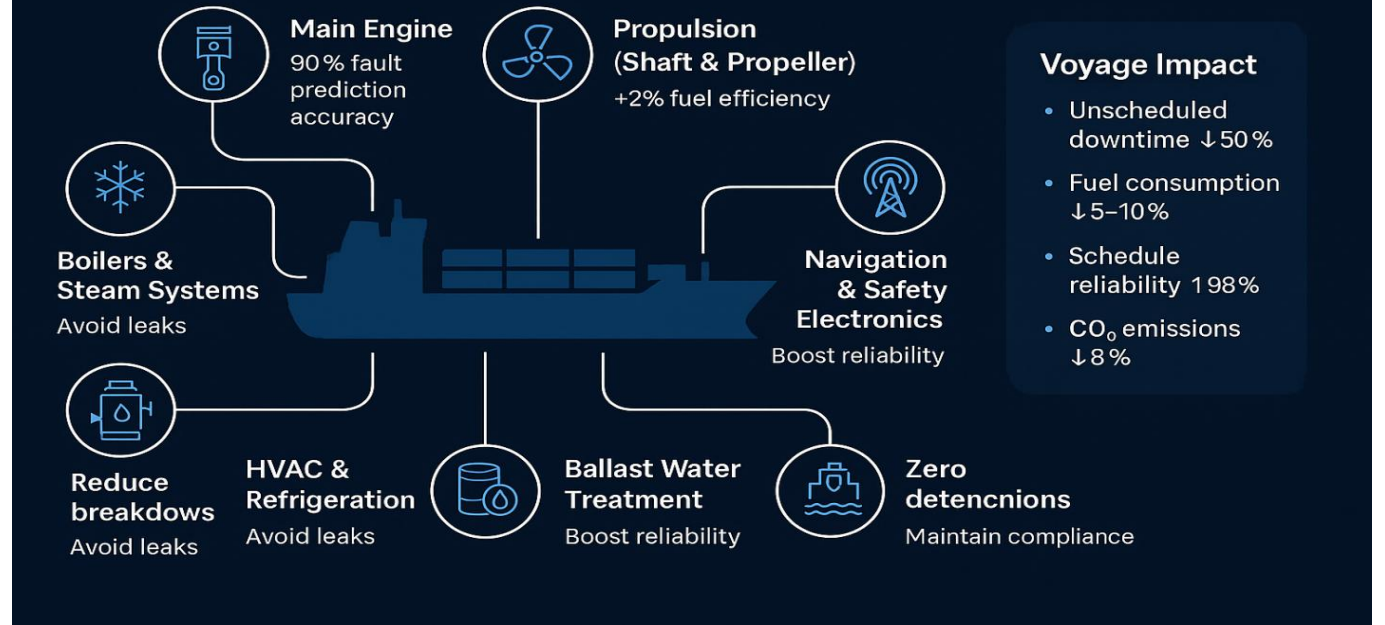 Main Engine
90% fault
prediction
accuracy
Propulsion
(Shaft & Propeller)
+2% fuel efficiency
Voyage Impact
• Unscheduled
downtime ↓50%
• Fuel consumption
↓5–10%
• Schedule
reliability 198%
• CO₀ emissions
↓8%
Boilers &
Steam Systems
Avoid leaks
Navigation
& Safety
Electronics
Boost reliability
Reduce
breakdows
Avoid leaks
HVAC &
Refrigeration
Avoid leaks
Ballast Water
Treatment
Boost reliability
Zero
detencnions
Maintain compliance